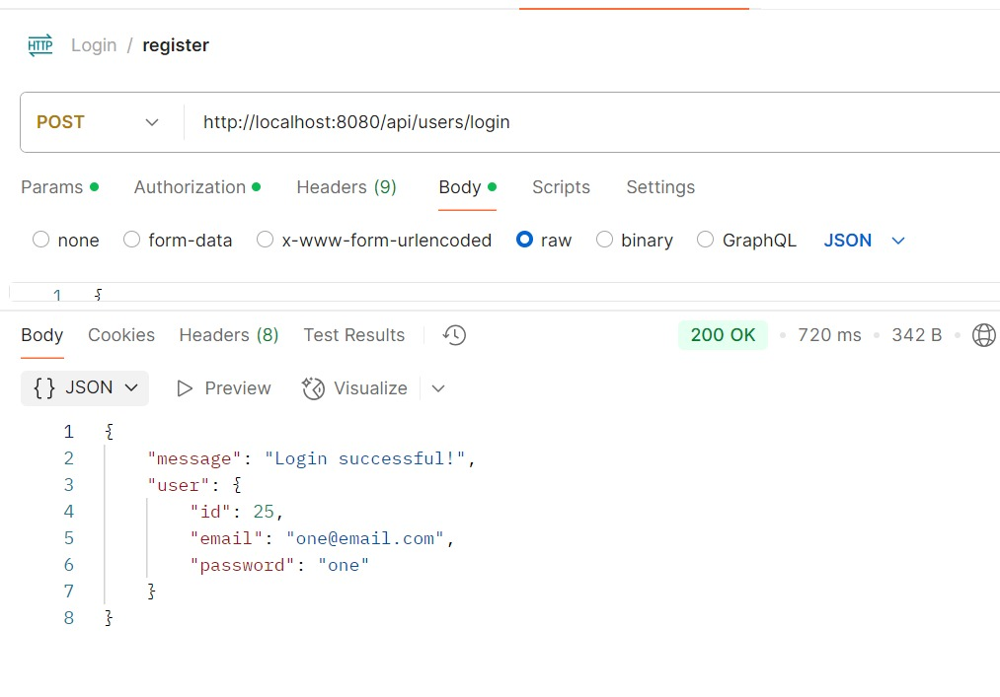 HTTP Login / register
POST http://localhost:8080/api/users/login
Params Authorization Headers (9) Body Scripts Settings
none form-data x-www-form-urlencoded raw binary GraphQL JSON
1 {
Body Cookies Headers (8) Test Results 200 OK 720 ms 342 B
{} JSON Preview Visualize
1 {
2 "message": "Login successful!",
3 "user": {
4 "id": 25,
5 "email": "one@email.com",
6 "password": "one"
7 }
8 }